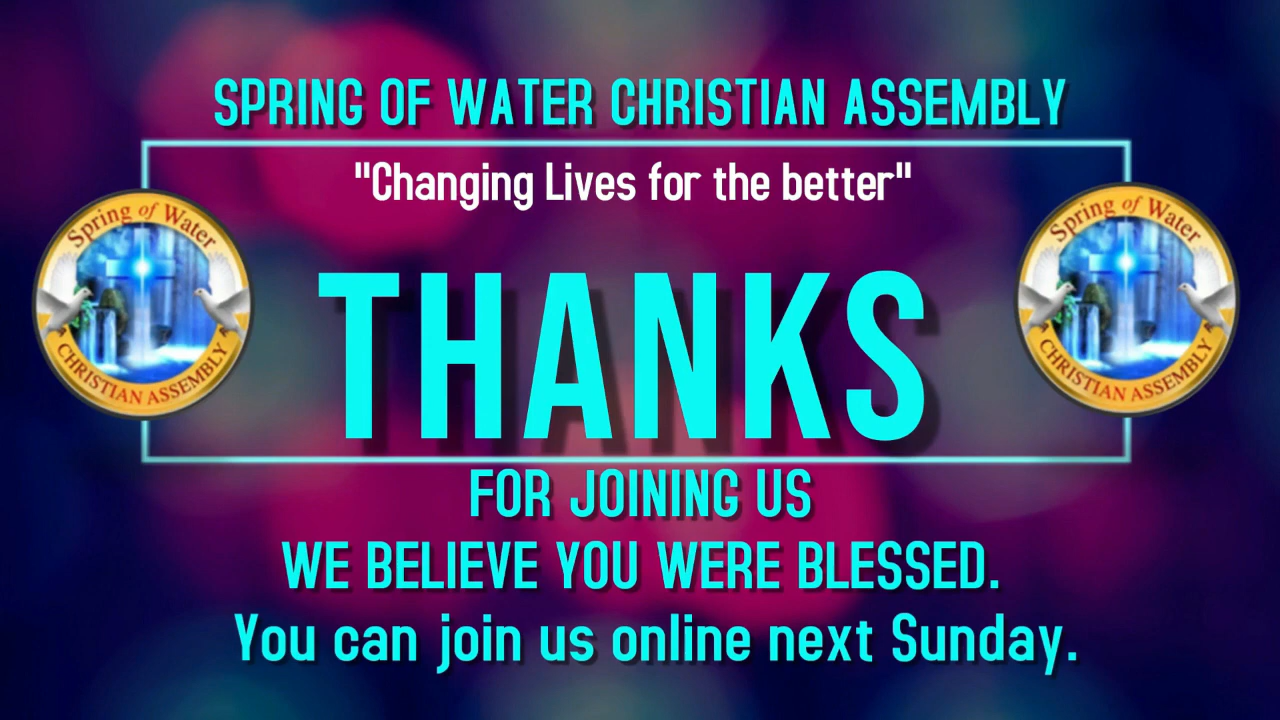 SPRING OF WATER CHRISTIAN ASSEMBLY
"Changing Lives for the better"
Spring of Water
CHRISTIAN ASSEMBLY
THANKS
Spring of Water
CHRISTIAN ASSEMBLY
FOR JOINING US
WE BELIEVE YOU WERE BLESSED.
You can join us online next Sunday.